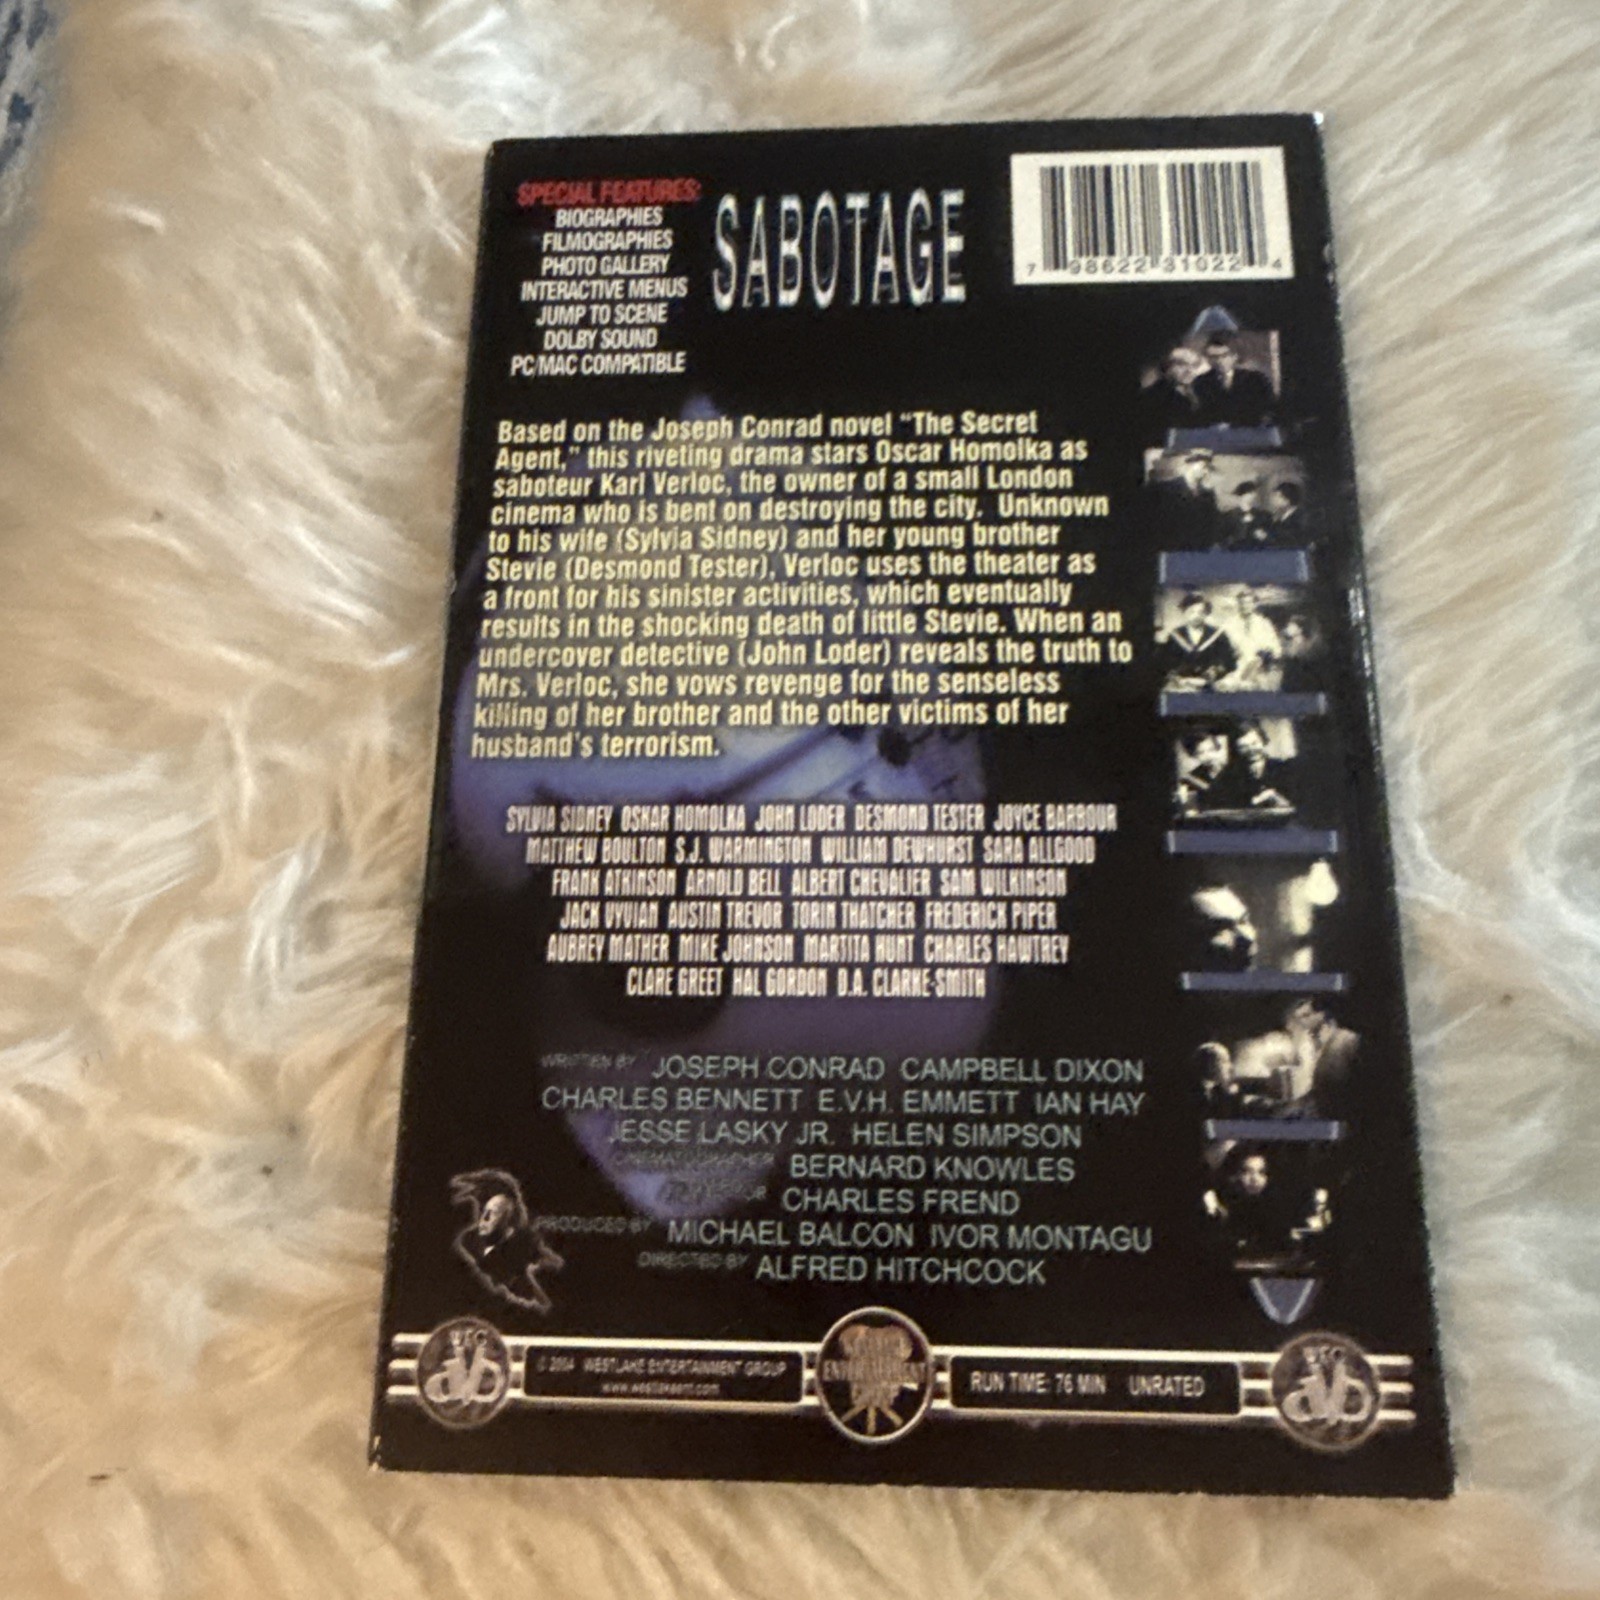 SPECIAL FEATURES:
BIOGRAPHIES
FILMOGRAPHIES
PHOTO GALLERY
INTERACTIVE MENUS
JUMP TO SCENE
DOLBY SOUND
PC/MAC COMPATIBLE
SABOTAGE
7 98622 31022 4
Based on the Joseph Conrad novel “The Secret
Agent,” this riveting drama stars Oscar Homolka as
saboteur Karl Verloc, the owner of a small London
cinema who is bent on destroying the city. Unknown
to his wife (Sylvia Sidney) and her young brother
Stevie (Desmond Tester), Verloc uses the theater as
a front for his sinister activities, which eventually
results in the shocking death of little Stevie. When an
undercover detective (John Loder) reveals the truth to
Mrs. Verloc, she vows revenge for the senseless
killing of her brother and the other victims of her
husband's terrorism.
SYLVIA SIDNEY OSKAR HOMOLKA JOHN LODER DESMOND TESTER JOYCE BARBOUR
MATTHEW BOULTON S.J. WARMINGTON WILLIAM DEWHURST SARA ALLGOOD
FRANK ATKINSON ARNOLD BELL ALBERT CHEVALIER SAM WILKINSON
JACK VYVIAN AUSTIN TREVOR TORIN THATCHER FREDERICK PIPER
AUBREY MATHER MIKE JOHNSON MARTITA HUNT CHARLES HAWTREY
CLARE GREET HAL GORDON D.A. CLARKE-SMITH
WRITTEN BY JOSEPH CONRAD CAMPBELL DIXON
CHARLES BENNETT E.V.H. EMMETT IAN HAY
JESSE LASKY JR. HELEN SIMPSON
CINEMATOGRAPHER BERNARD KNOWLES
CHARLES FREND
PRODUCED BY MICHAEL BALCON IVOR MONTAGU
DIRECTED BY ALFRED HITCHCOCK
© 2004 WESTLAKE ENTERTAINMENT GROUP
www.westlakeent.com
ENTERTAINMENT
RUN TIME: 76 MIN UNRATED